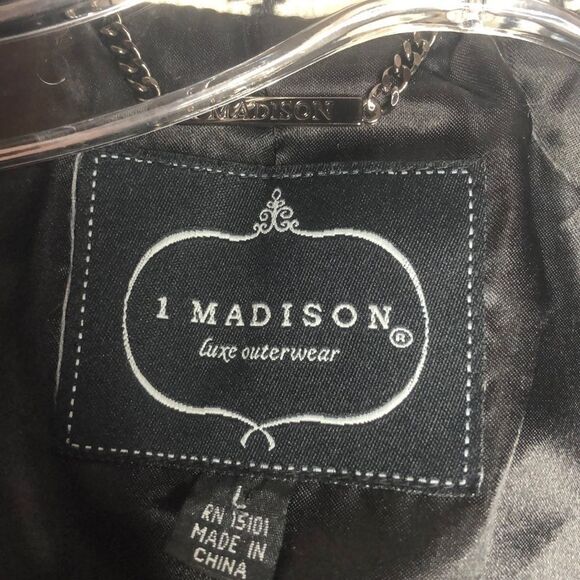 MADISON
1 MADISON®
luxe outerwear
L
RN 15101
MADE IN
CHINA